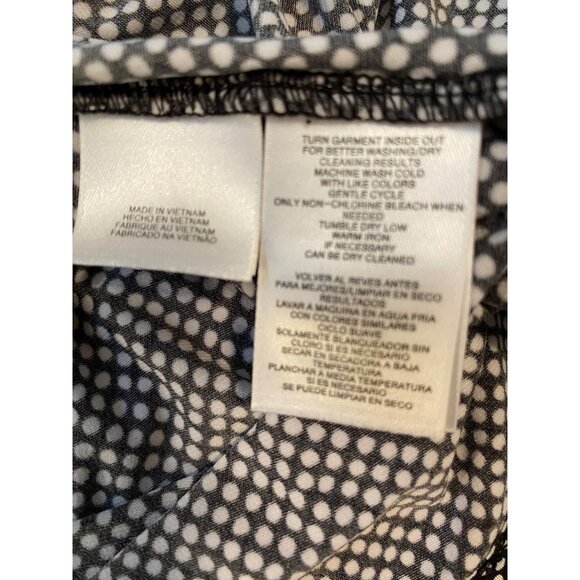 MADE IN VIETNAM
HECHO EN VIETNAM
FABRIQUE AU VIETNAM
FABRICADO NA VIETNÃO
TURN GARMENT INSIDE OUT
FOR BETTER WASHING/DRY
CLEANING RESULTS
MACHINE WASH COLD
WITH LIKE COLORS
GENTLE CYCLE
ONLY NON-CHLORINE BLEACH WHEN
NEEDED
TUMBLE DRY LOW
WARM IRON
IF NECESSARY
CAN BE DRY CLEANED
VOLVER AL REVES ANTES
PARA MEJORES/LIMPIAR EN SECO
RESULTADOS
LAVAR A MAQUINA EN AGUA FRIA
CON COLORES SIMILARES
CICLO SUAVE
SOLAMENTE BLANQUEADOR SIN
CLORO SI ES NECESARIO
SECAR EN SECADORA A BAJA
TEMPERATURA
PLANCHAR A MEDIA TEMPERATURA
SI ES NECESARIO
SE PUEDE LIMPIAR EN SECO